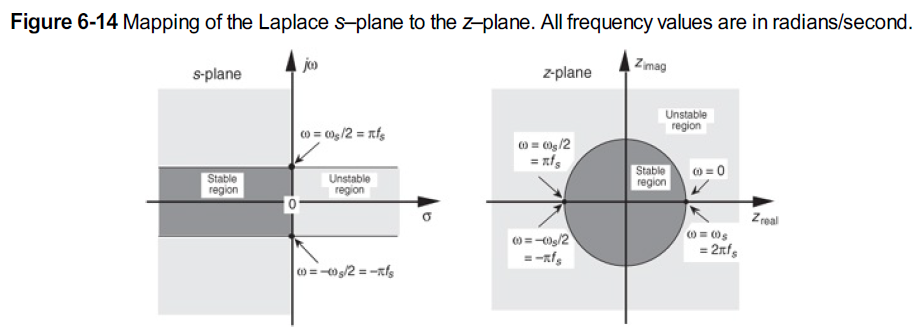 Figure 6-14 Mapping of the Laplace s–plane to the z–plane. All frequency values are in radians/second.
s-plane
jω
ω = ωs/2 = πfs
Stable
region
Unstable
region
0
σ
ω = –ωs/2 = –πfs
z-plane
zimag
Unstable
region
ω = ωs/2
= πfs
Stable
region
ω = 0
zreal
ω = –ωs/2
= –πfs
ω = ωs
= 2πfs